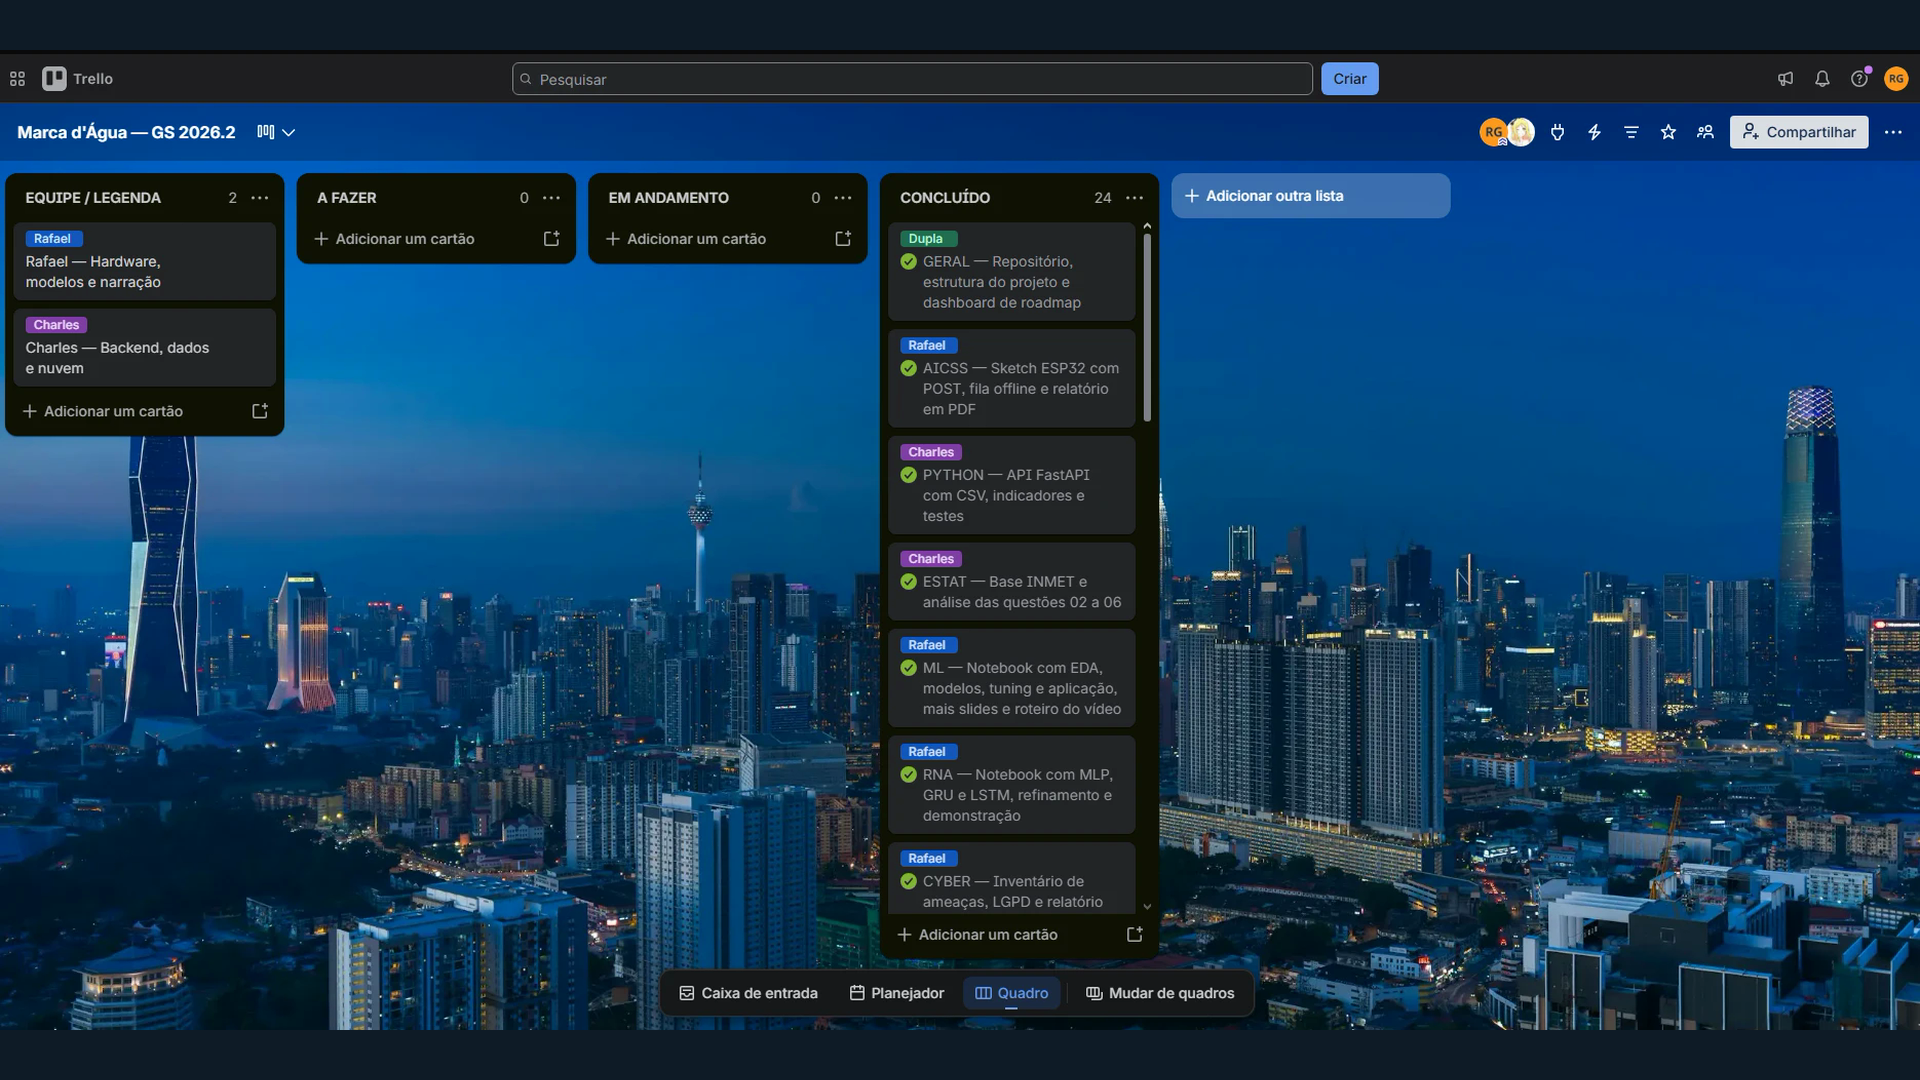 Trello
Pesquisar
Criar
RG
Marca d'Água — GS 2026.2
RG
Compartilhar
EQUIPE / LEGENDA 2
Rafael
Rafael — Hardware,
modelos e narração
Charles
Charles — Backend, dados
e nuvem
Adicionar um cartão
A FAZER 0
Adicionar um cartão
EM ANDAMENTO 0
Adicionar um cartão
CONCLUÍDO 24
Dupla
GERAL — Repositório,
estrutura do projeto e
dashboard de roadmap
Rafael
AICSS — Sketch ESP32 com
POST, fila offline e relatório
em PDF
Charles
PYTHON — API FastAPI
com CSV, indicadores e
testes
Charles
ESTAT — Base INMET e
análise das questões 02 a 06
Rafael
ML — Notebook com EDA,
modelos, tuning e aplicação,
mais slides e roteiro do vídeo
Rafael
RNA — Notebook com MLP,
GRU e LSTM, refinamento e
demonstração
Rafael
CYBER — Inventário de
ameaças, LGPD e relatório
Adicionar um cartão
Adicionar outra lista
Caixa de entrada
Planejador
Quadro
Mudar de quadros